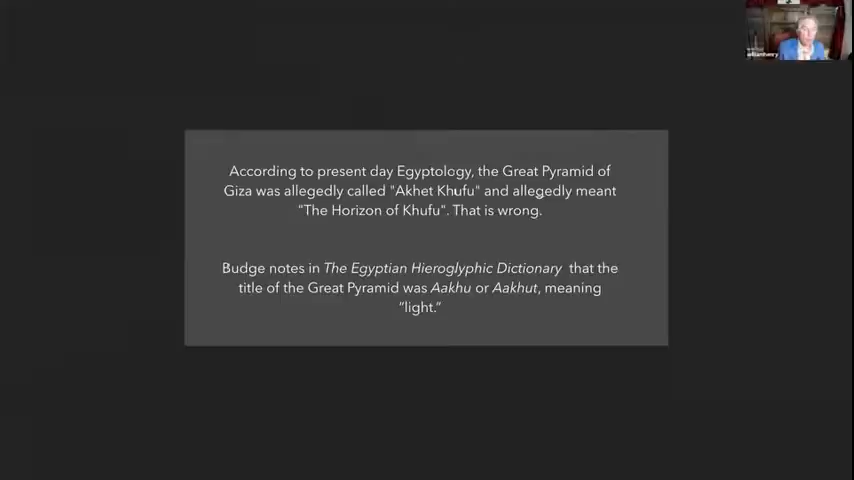 williamhenry
According to present day Egyptology, the Great Pyramid of
Giza was allegedly called "Akhet Khufu" and allegedly meant
"The Horizon of Khufu". That is wrong.
Budge notes in The Egyptian Hieroglyphic Dictionary that the
title of the Great Pyramid was Aakhu or Aakhut, meaning
"light."